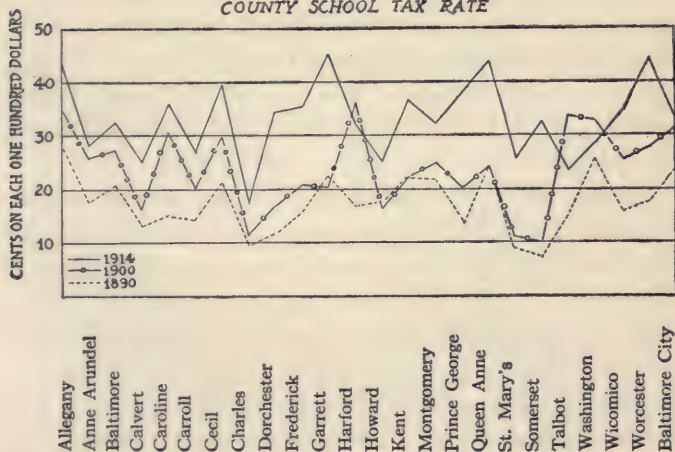 COUNTY SCHOOL TAX RATE
CENTS ON EACH ONE HUNDRED DOLLARS
50
40
30
20
10
1914
1900
1890
Allegany
Anne Arundel
Baltimore
Calvert
Caroline
Carroll
Cecil
Charles
Dorchester
Frederick
Garrett
Harford
Howard
Kent
Montgomery
Prince George
Queen Anne
St. Mary's
Somerset
Talbot
Washington
Wicomico
Worcester
Baltimore City